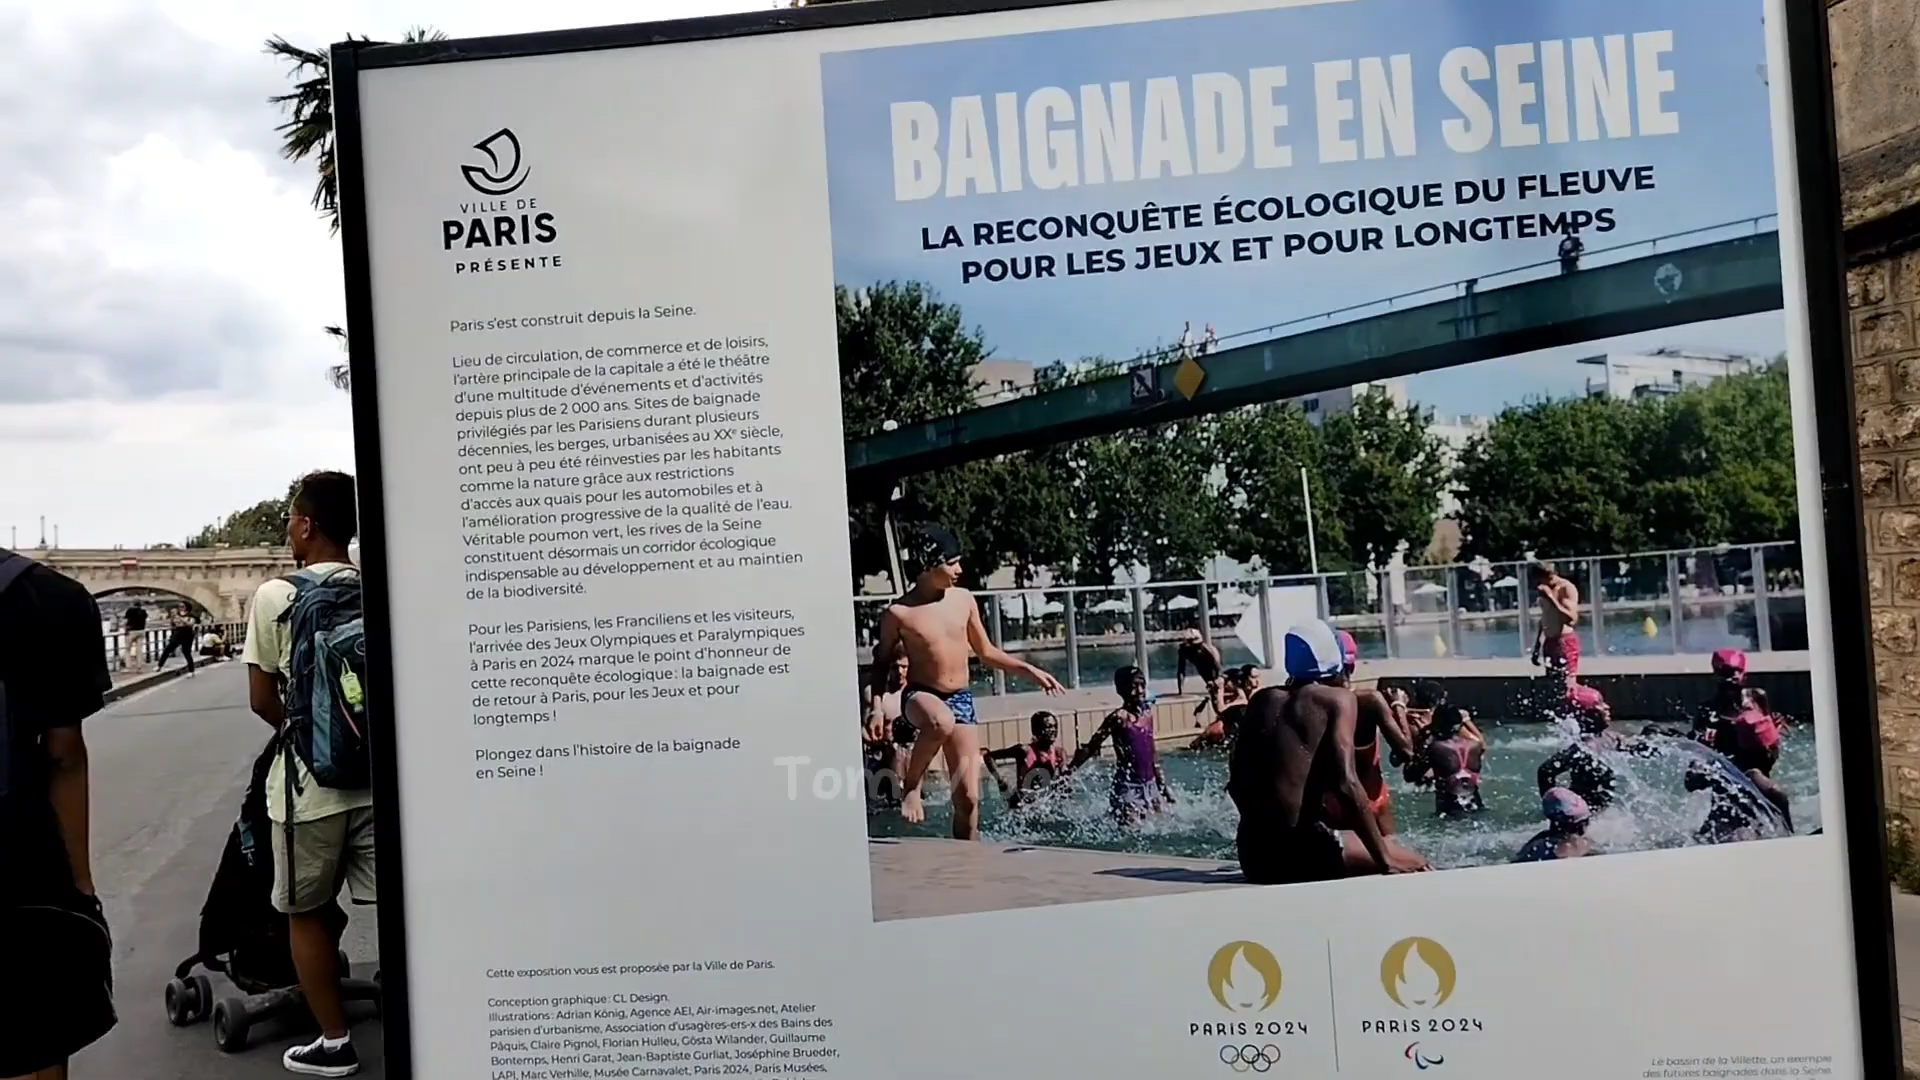 VILLE DE
PARIS
PRÉSENTE
Paris s'est construit depuis la Seine.
Lieu de circulation, de commerce et de loisirs,
l'artère principale de la capitale a été le théâtre
d'une multitude d'événements et d'activités
depuis plus de 2 000 ans. Sites de baignade
privilégiés par les Parisiens durant plusieurs
décennies, les berges, urbanisées au XXe siècle,
ont peu à peu été réinvesties par les habitants
comme la nature grâce aux restrictions
d'accès aux quais pour les automobiles et à
l'amélioration progressive de la qualité de l'eau.
Véritable poumon vert, les rives de la Seine
constituent désormais un corridor écologique
indispensable au développement et au maintien
de la biodiversité.
Pour les Parisiens, les Franciliens et les visiteurs,
l'arrivée des Jeux Olympiques et Paralympiques
à Paris en 2024 marque le point d'honneur de
cette reconquête écologique : la baignade est
de retour à Paris, pour les Jeux et pour
longtemps !
Plongez dans l'histoire de la baignade
en Seine !
Cette exposition vous est proposée par la Ville de Paris.
Conception graphique : CL Design.
Illustrations : Adrian König, Agence AEI, Air-images.net, Atelier
parisien d'urbanisme, Association d'usagères-ers-x des Bains des
Pâquis, Claire Pignol, Florian Hulleu, Gösta Wilander, Guillaume
Bontemps, Henri Garat, Jean-Baptiste Gurliat, Joséphine Brueder,
LAPI, Marc Verhille, Musée Carnavalet, Paris 2024, Paris Musées,
BAIGNADE EN SEINE
LA RECONQUÊTE ÉCOLOGIQUE DU FLEUVE
POUR LES JEUX ET POUR LONGTEMPS
Tom
PARIS 2024
PARIS 2024
Le bassin de la Villette, un exemple
des futures baignades dans la Seine.